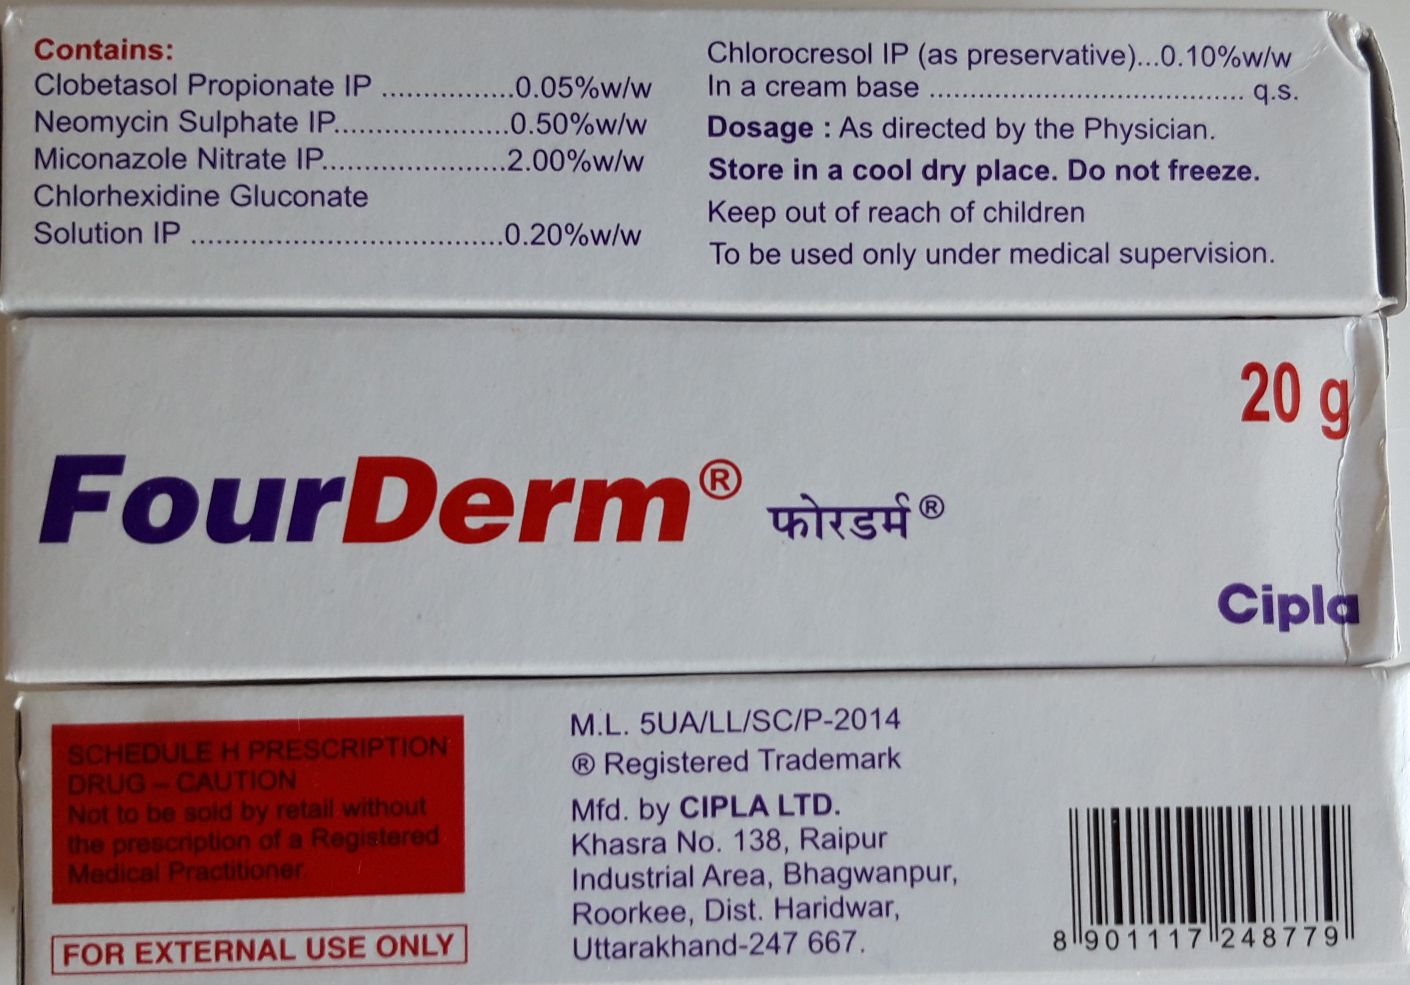 Contains:
Clobetasol Propionate IP ................0.05%w/w
Neomycin Sulphate IP.....................0.50%w/w
Miconazole Nitrate IP......................2.00%w/w
Chlorhexidine Gluconate
Solution IP ......................................0.20%w/w
Chlorocresol IP (as preservative)...0.10%w/w
In a cream base ...................................... q.s.
Dosage : As directed by the Physician.
Store in a cool dry place. Do not freeze.
Keep out of reach of children
To be used only under medical supervision.
20 g
FourDerm® फोरडर्म®
Cipla
SCHEDULE H PRESCRIPTION
DRUG – CAUTION
Not to be sold by retail without
the prescription of a Registered
Medical Practitioner.
FOR EXTERNAL USE ONLY
M.L. 5UA/LL/SC/P-2014
® Registered Trademark
Mfd. by CIPLA LTD.
Khasra No. 138, Raipur
Industrial Area, Bhagwanpur,
Roorkee, Dist. Haridwar,
Uttarakhand-247 667.
8 901117 248779